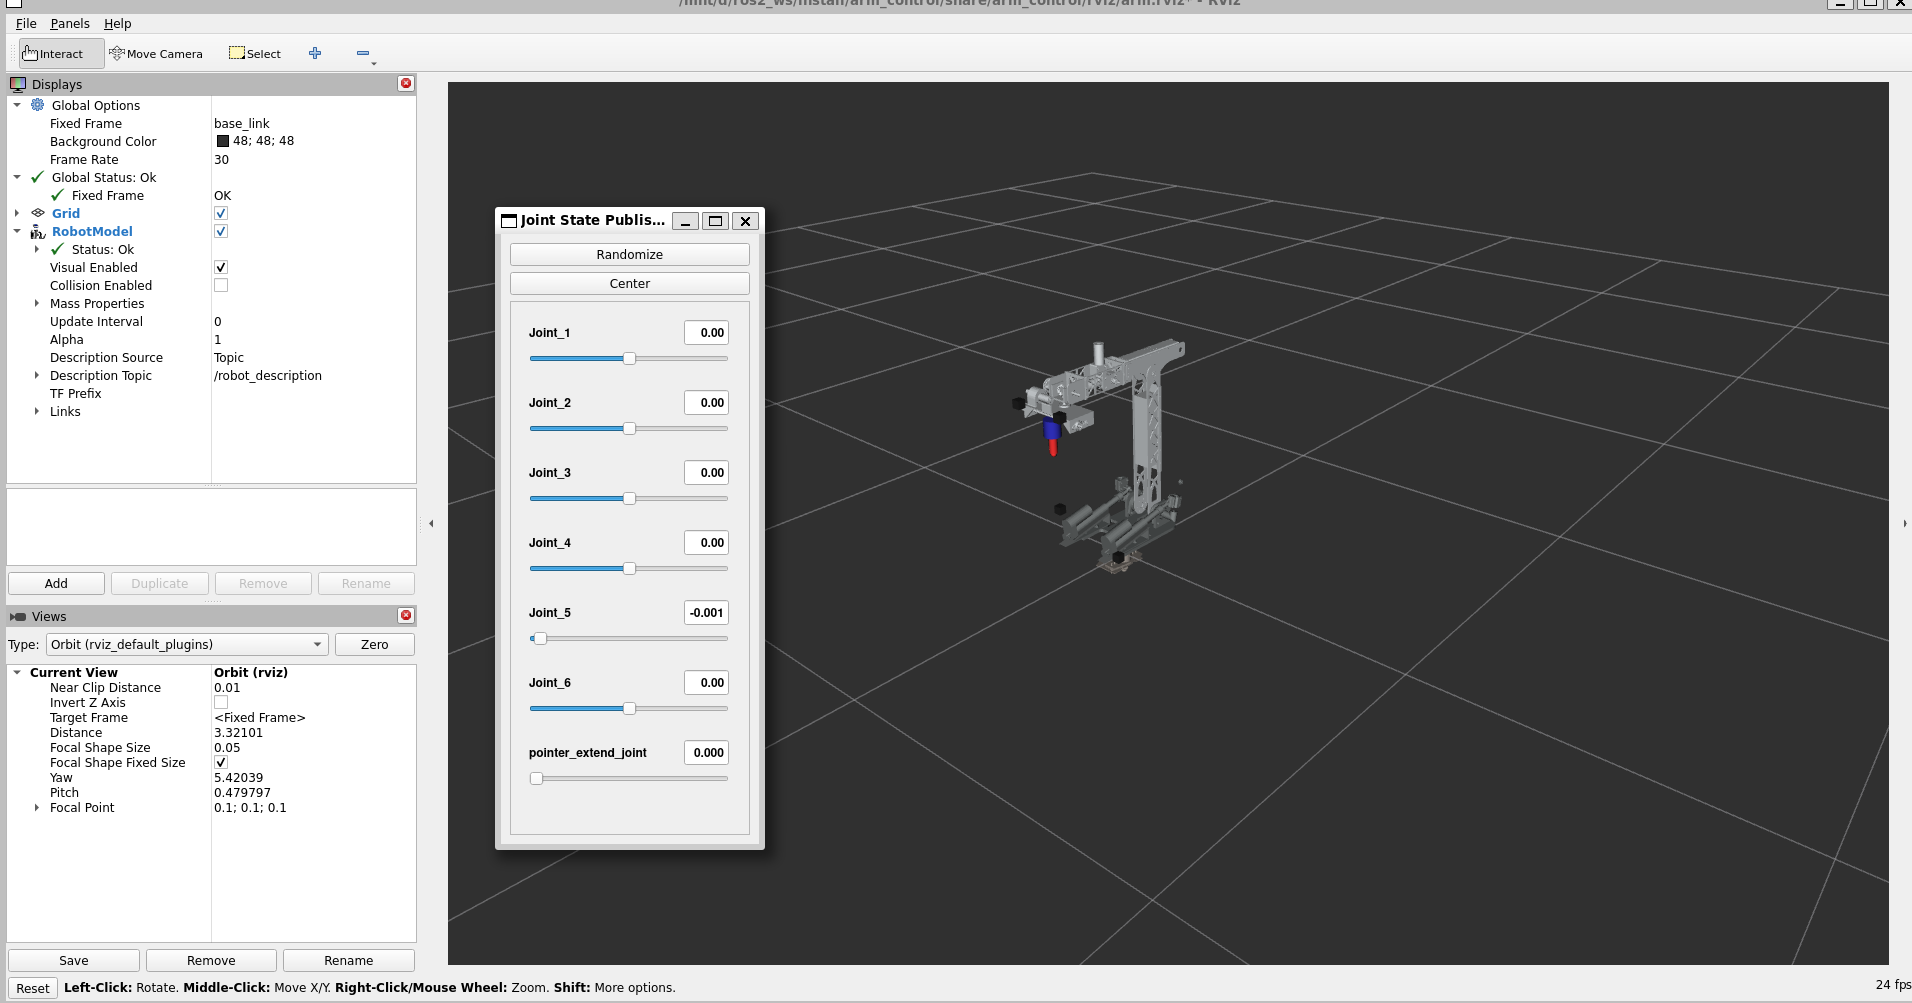 /mnt/d/ros2_ws/install/arm_control/share/arm_control/rviz/arm.rviz* - RViz
File Panels Help
Interact Move Camera Select
Displays
Global Options
Fixed Frame base_link
Background Color 48; 48; 48
Frame Rate 30
Global Status: Ok
Fixed Frame OK
Grid
RobotModel
Status: Ok
Visual Enabled
Collision Enabled
Mass Properties
Update Interval 0
Alpha 1
Description Source Topic
Description Topic /robot_description
TF Prefix
Links
Add Duplicate Remove Rename
Views
Type: Orbit (rviz_default_plugins) Zero
Current View Orbit (rviz)
Near Clip Distance 0.01
Invert Z Axis
Target Frame <Fixed Frame>
Distance 3.32101
Focal Shape Size 0.05
Focal Shape Fixed Size
Yaw 5.42039
Pitch 0.479797
Focal Point 0.1; 0.1; 0.1
Save Remove Rename
Joint State Publis...
Randomize
Center
Joint_1 0.00
Joint_2 0.00
Joint_3 0.00
Joint_4 0.00
Joint_5 -0.001
Joint_6 0.00
pointer_extend_joint 0.000
Reset Left-Click: Rotate. Middle-Click: Move X/Y. Right-Click/Mouse Wheel: Zoom. Shift: More options. 24 fps